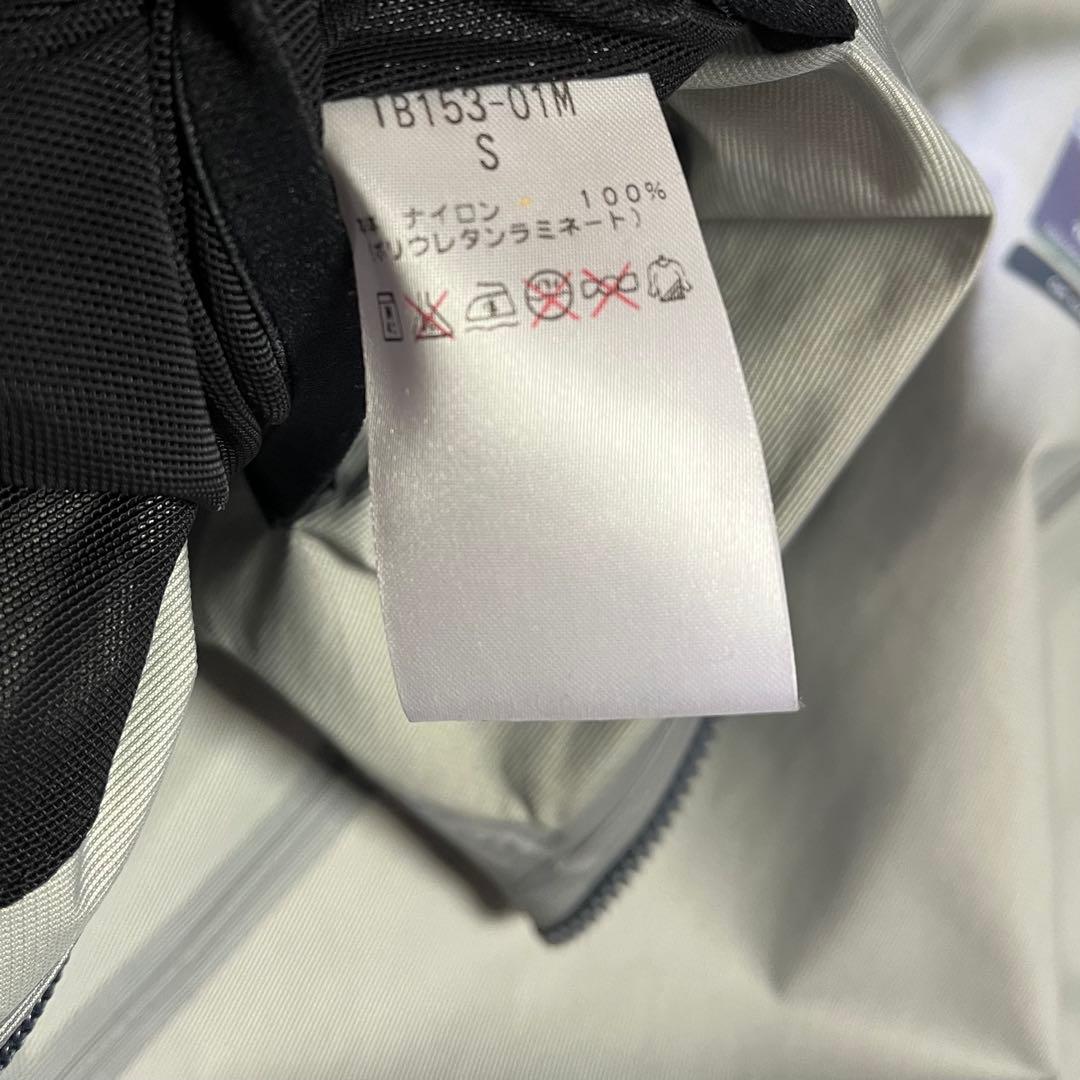 TB153-01M
S
ナイロン 100%
(ポリウレタンラミネート)